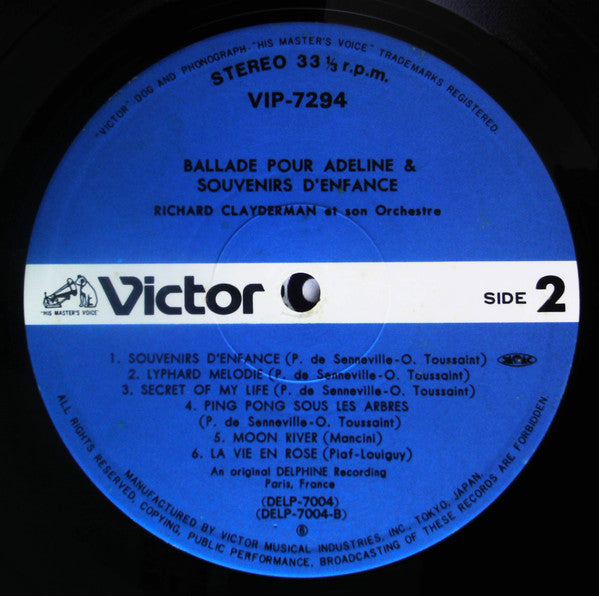 "VICTOR" DOG AND PHONOGRAPH-"HIS MASTER'S VOICE" TRADEMARKS REGISTERED.
STEREO 33 ⅓ r.p.m.
VIP-7294
BALLADE POUR ADELINE &
SOUVENIRS D'ENFANCE
RICHARD CLAYDERMAN et son Orchestre
"HIS MASTER'S VOICE"
Victor
SIDE 2
1. SOUVENIRS D'ENFANCE (P. de Senneville-O. Toussaint)
2. LYPHARD MELODIE (P. de Senneville-O. Toussaint)
3. SECRET OF MY LIFE (P. de Senneville-O. Toussaint)
4. PING PONG SOUS LES ARBRES
(P. de Senneville-O. Toussaint)
5. MOON RIVER (Mancini)
6. LA VIE EN ROSE (Piaf-Louiguy)
An original DELPHINE Recording
Paris, France
(DELP-7004)
(DELP-7004-B)
⑥
MANUFACTURED BY VICTOR MUSICAL INDUSTRIES, INC., TOKYO, JAPAN.
ALL RIGHTS RESERVED, COPYING, PUBLIC PERFORMANCE, BROADCASTING OF THESE RECORDS ARE FORBIDDEN.